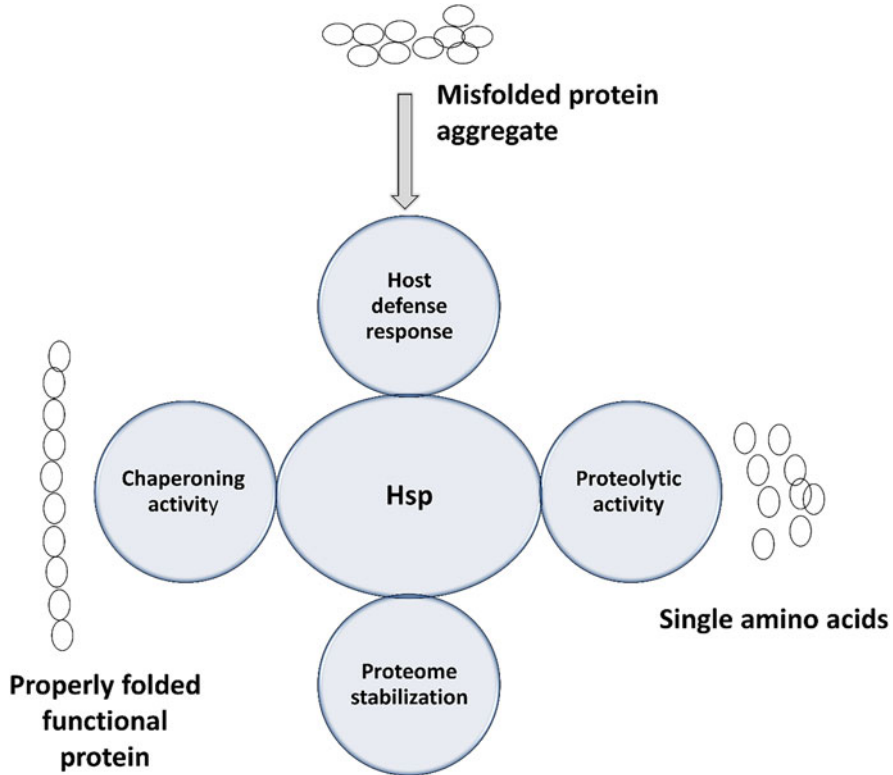 Misfolded protein
aggregate
Host
defense
response
Chaperoning
activity
Hsp
Proteolytic
activity
Single amino acids
Proteome
stabilization
Properly folded
functional
protein